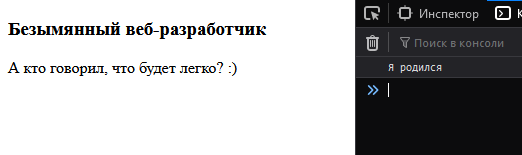 Безымянный веб-разработчик
А кто говорил, что будет легко? :)
Инспектор
Поиск в консоли
я родился